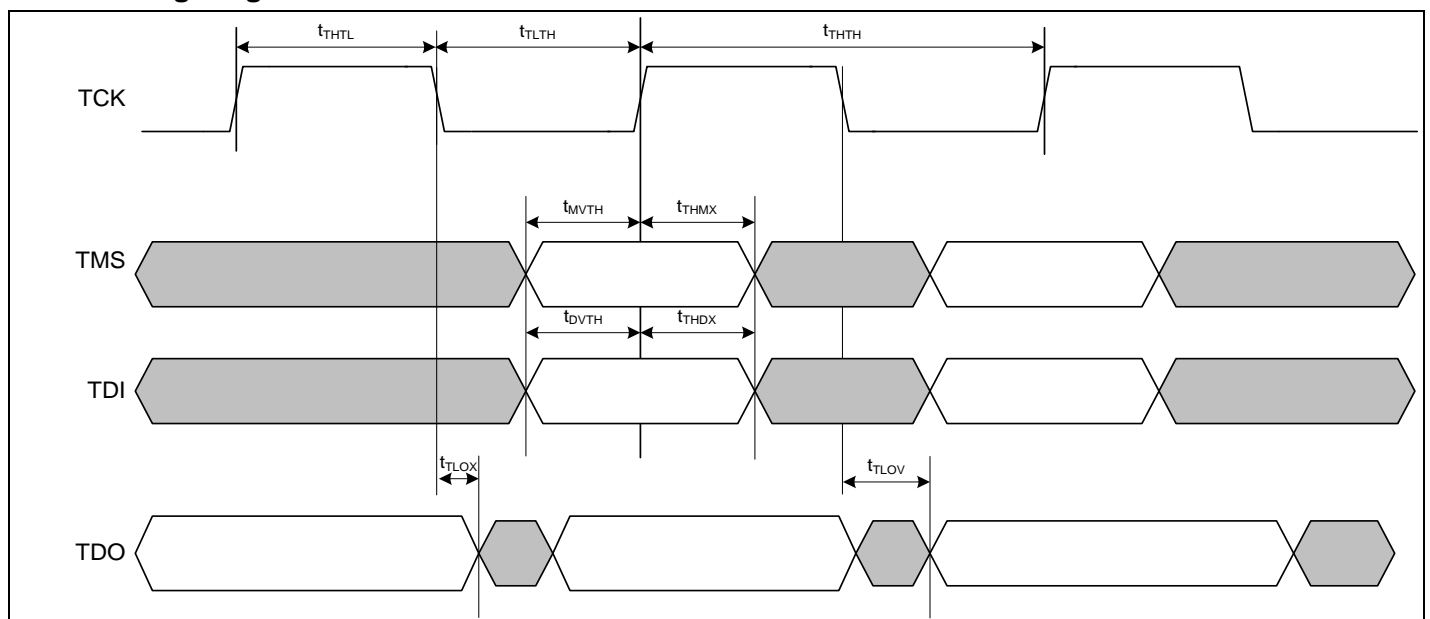 tTHTL tTLTH tTHTH
TCK
tMVTH tTHMX
TMS
tDVTH tTHDX
TDI
tTLOX tTLOV
TDO